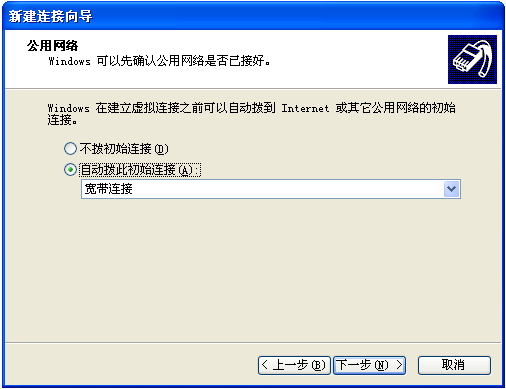 新建连接向导
公用网络
Windows 可以先确认公用网络是否已接好。
Windows 在建立虚拟连接之前可以自动拨到 Internet 或其它公用网络的初始
连接。
不拨初始连接(D)
自动拨此初始连接(A):
宽带连接
< 上一步(B) 下一步(N) > 取消